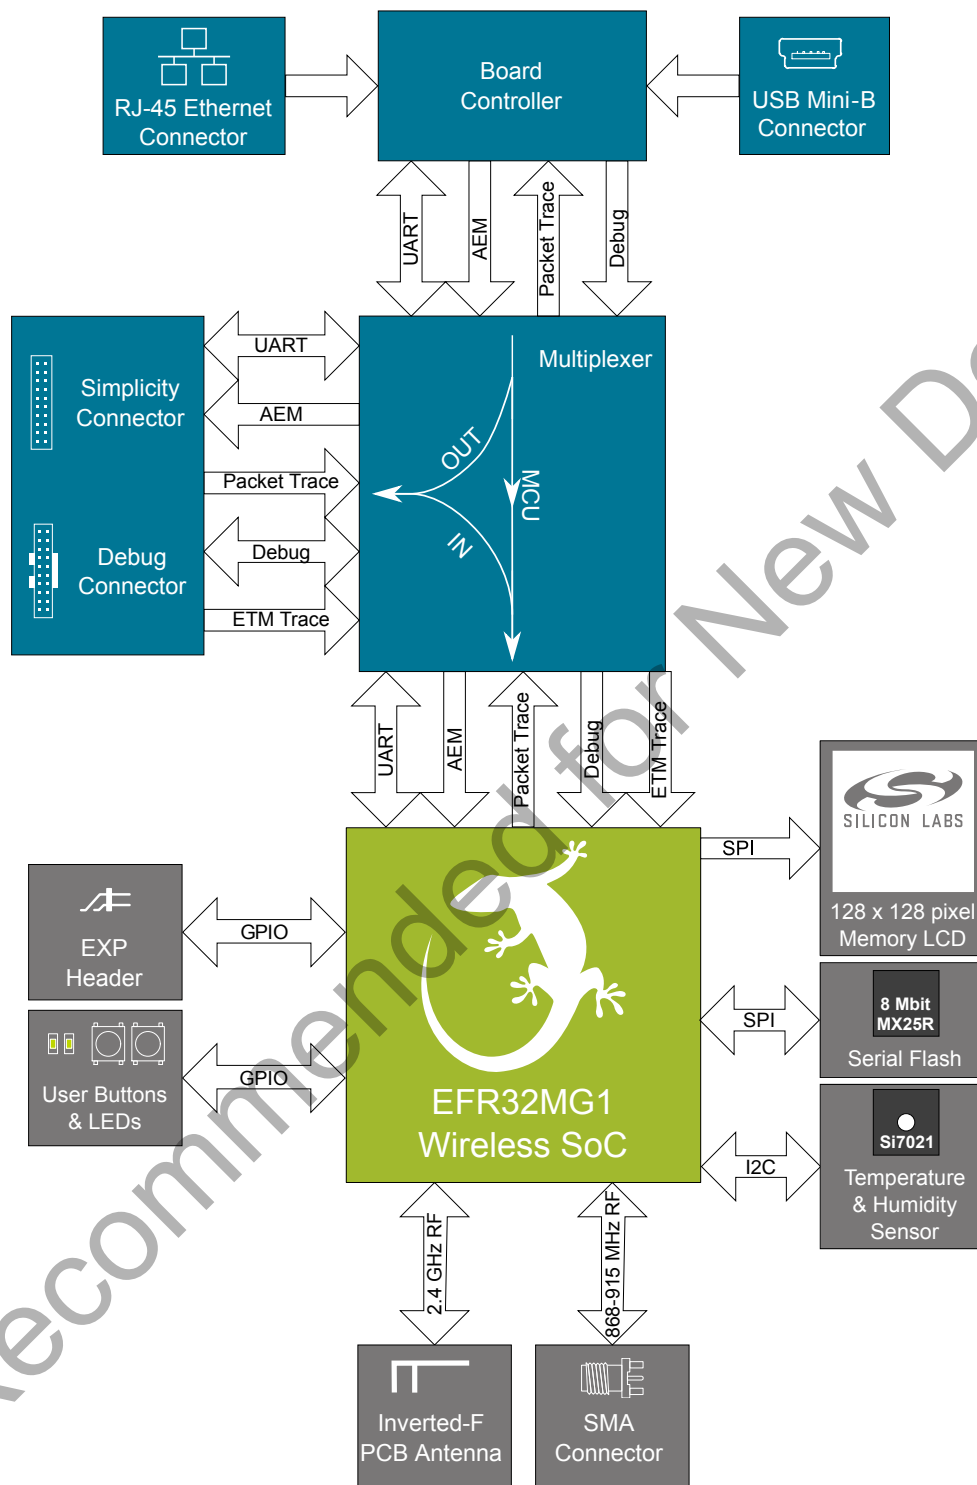 RJ-45 Ethernet
Connector
Board
Controller
USB Mini-B
Connector
UART
AEM
Packet Trace
Debug
Simplicity
Connector
Debug
Connector
UART
AEM
Packet Trace
Debug
ETM Trace
Multiplexer
OUT
MCU
IN
UART
AEM
Packet Trace
Debug
ETM Trace
SILICON LABS
128 x 128 pixel
Memory LCD
SPI
EXP
Header
GPIO
8 Mbit
MX25R
Serial Flash
SPI
User Buttons
& LEDs
GPIO
EFR32MG1
Wireless SoC
Si7021
Temperature
& Humidity
Sensor
I2C
2.4 GHz RF
868-915 MHz RF
Inverted-F
PCB Antenna
SMA
Connector
Recommended for New De